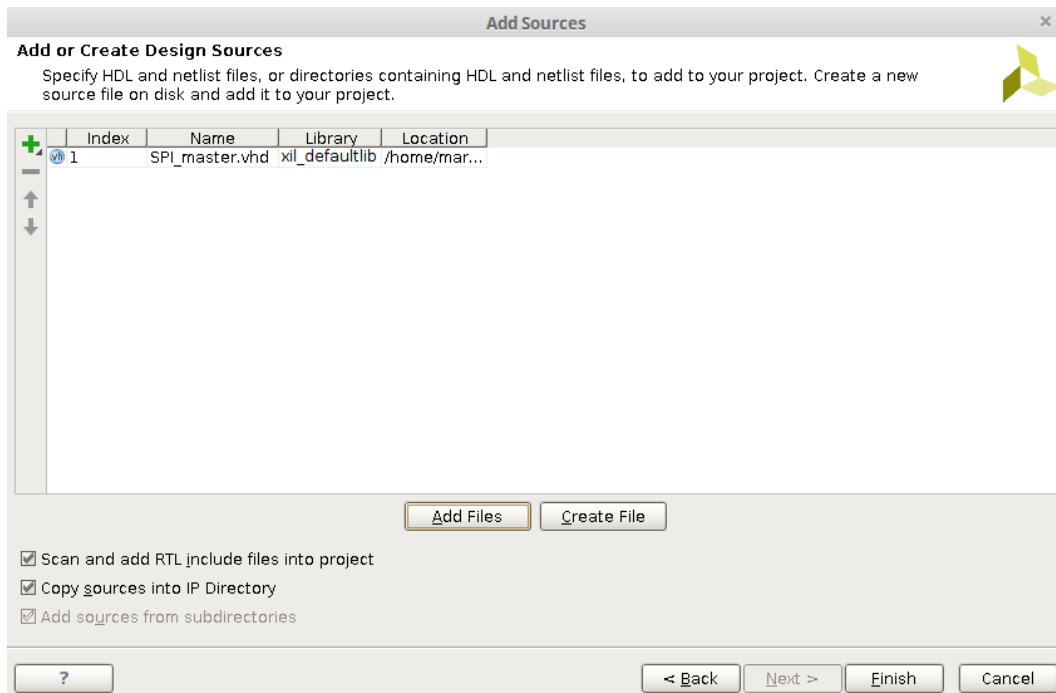 Add Sources ×
Add or Create Design Sources
Specify HDL and netlist files, or directories containing HDL and netlist files, to add to your project. Create a new
source file on disk and add it to your project.
Index Name Library Location
vh 1 SPI_master.vhd xil_defaultlib /home/mar...
Add Files Create File
Scan and add RTL include files into project
Copy sources into IP Directory
Add sources from subdirectories
? < Back Next > Finish Cancel